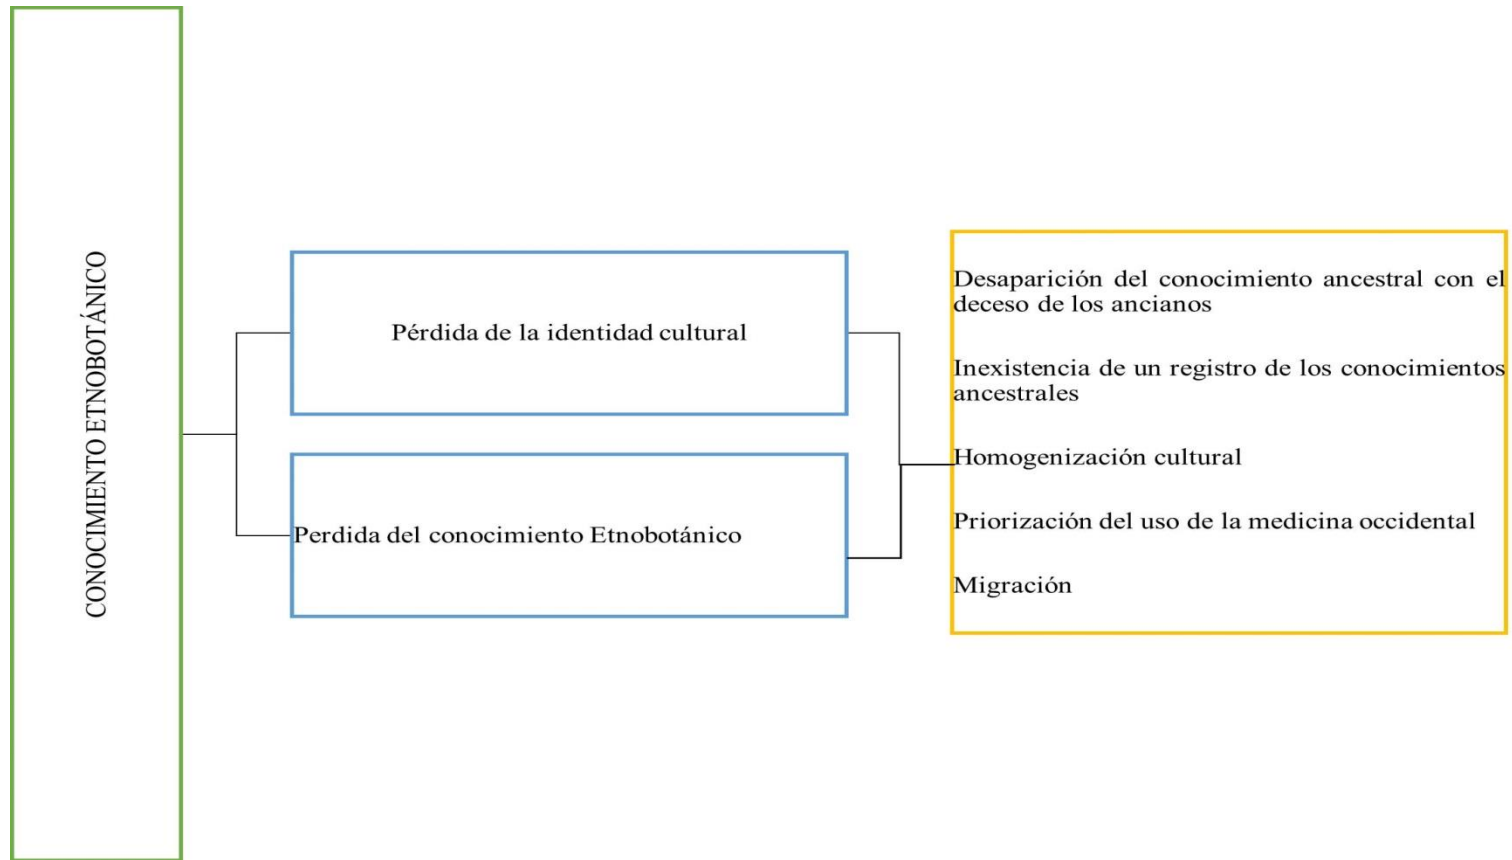 CONOCIMIENTO ETNOBOTÁNICO
Pérdida de la identidad cultural
Perdida del conocimiento Etnobotánico
Desaparición del conocimiento ancestral con el
deceso de los ancianos
Inexistencia de un registro de los conocimientos
ancestrales
Homogenización cultural
Priorización del uso de la medicina occidental
Migración